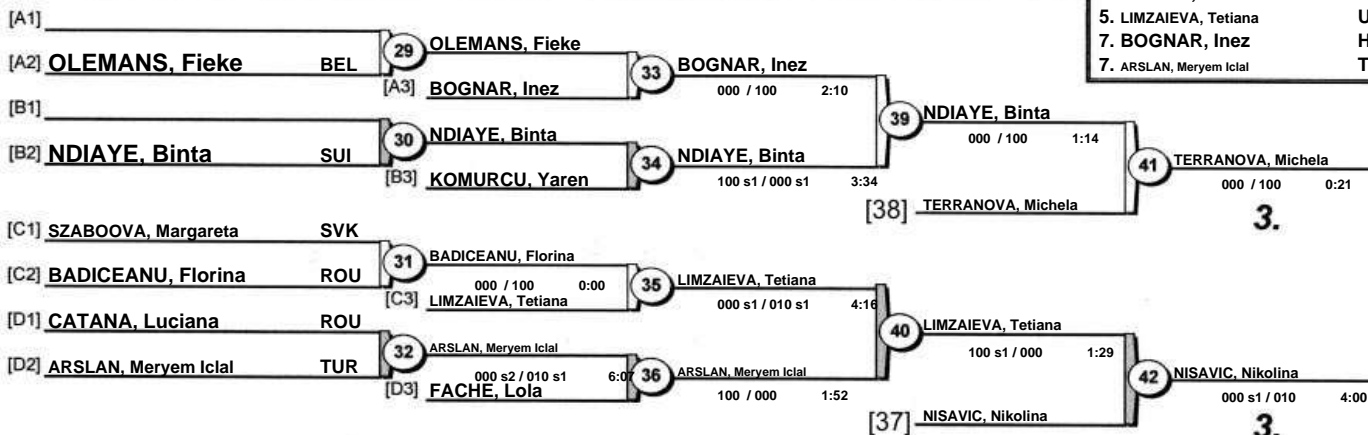 5. LIMZAIEVA, Tetiana U
7. BOGNAR, Inez H
7. ARSLAN, Meryem Iclal T
[A1]
[A2] OLEMANS, Fieke BEL
29
OLEMANS, Fieke
[A3] BOGNAR, Inez
33
BOGNAR, Inez
000 / 100 2:10
[B1]
[B2] NDIAYE, Binta SUI
30
NDIAYE, Binta
[B3] KOMURCU, Yaren
34
NDIAYE, Binta
100 s1 / 000 s1 3:34
39
NDIAYE, Binta
000 / 100 1:14
[38] TERRANOVA, Michela
41
TERRANOVA, Michela
000 / 100 0:21
3.
[C1] SZABOOVA, Margareta SVK
[C2] BADICEANU, Florina ROU
31
BADICEANU, Florina
000 / 100 0:00
[C3] LIMZAIEVA, Tetiana
35
LIMZAIEVA, Tetiana
000 s1 / 010 s1 4:16
[D1] CATANA, Luciana ROU
[D2] ARSLAN, Meryem Iclal TUR
32
ARSLAN, Meryem Iclal
000 s2 / 010 s1 6:07
[D3] FACHE, Lola
36
ARSLAN, Meryem Iclal
100 / 000 1:52
40
LIMZAIEVA, Tetiana
100 s1 / 000 1:29
[37] NISAVIC, Nikolina
42
NISAVIC, Nikolina
000 s1 / 010 4:00
3.